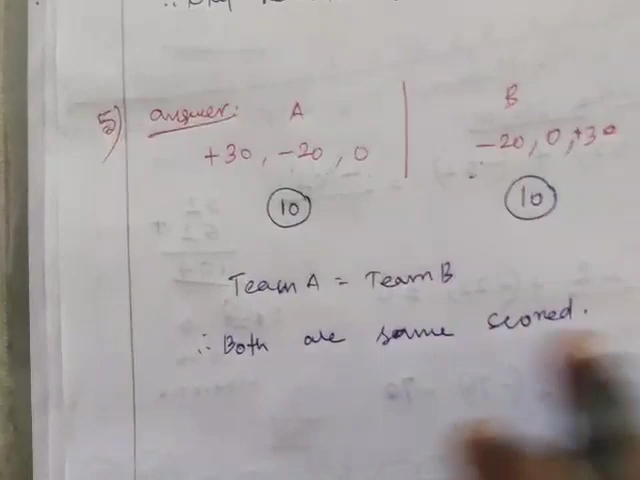 5) answer: A B
+30, -20, 0 -20, 0, +30
10 10
Team A = Team B
∴ Both are same scored.